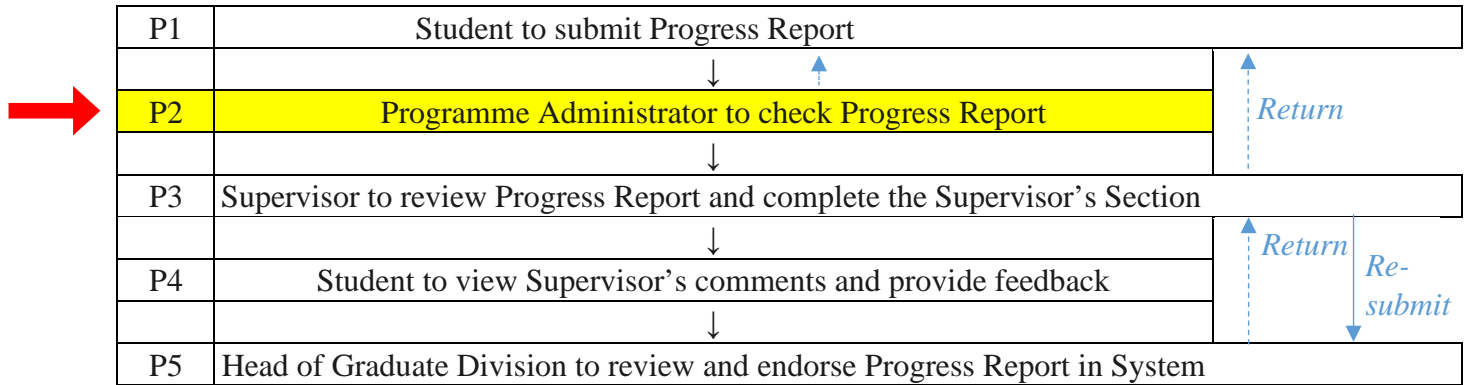 P1 Student to submit Progress Report
↓
P2 Programme Administrator to check Progress Report
Return
↓
P3 Supervisor to review Progress Report and complete the Supervisor’s Section
↓
Return
P4 Student to view Supervisor’s comments and provide feedback
Re-
submit
↓
P5 Head of Graduate Division to review and endorse Progress Report in System